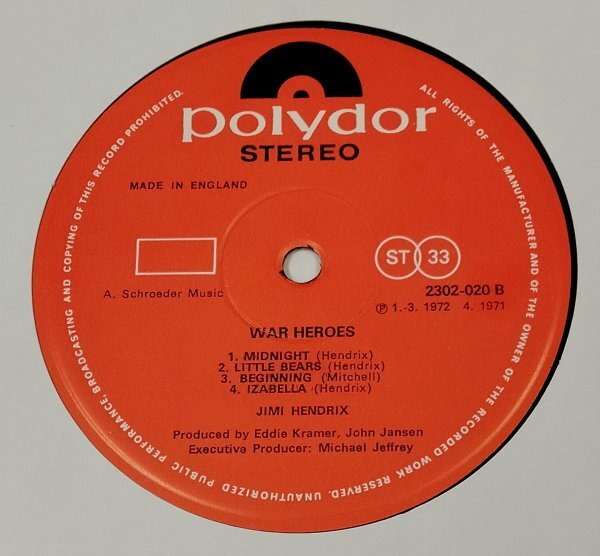 polydor
STEREO
MADE IN ENGLAND
ST 33
A. Schroeder Music
2302-020 B
℗ 1.-3. 1972 4. 1971
WAR HEROES
1. MIDNIGHT (Hendrix)
2. LITTLE BEARS (Hendrix)
3. BEGINNING (Mitchell)
4. IZABELLA (Hendrix)
JIMI HENDRIX
Produced by Eddie Kramer, John Jansen
Executive Producer: Michael Jeffrey
ALL RIGHTS OF THE MANUFACTURER AND OF THE OWNER OF THE RECORDED WORK RESERVED. UNAUTHORIZED PUBLIC PERFORMANCE, BROADCASTING AND COPYING OF THIS RECORD PROHIBITED.